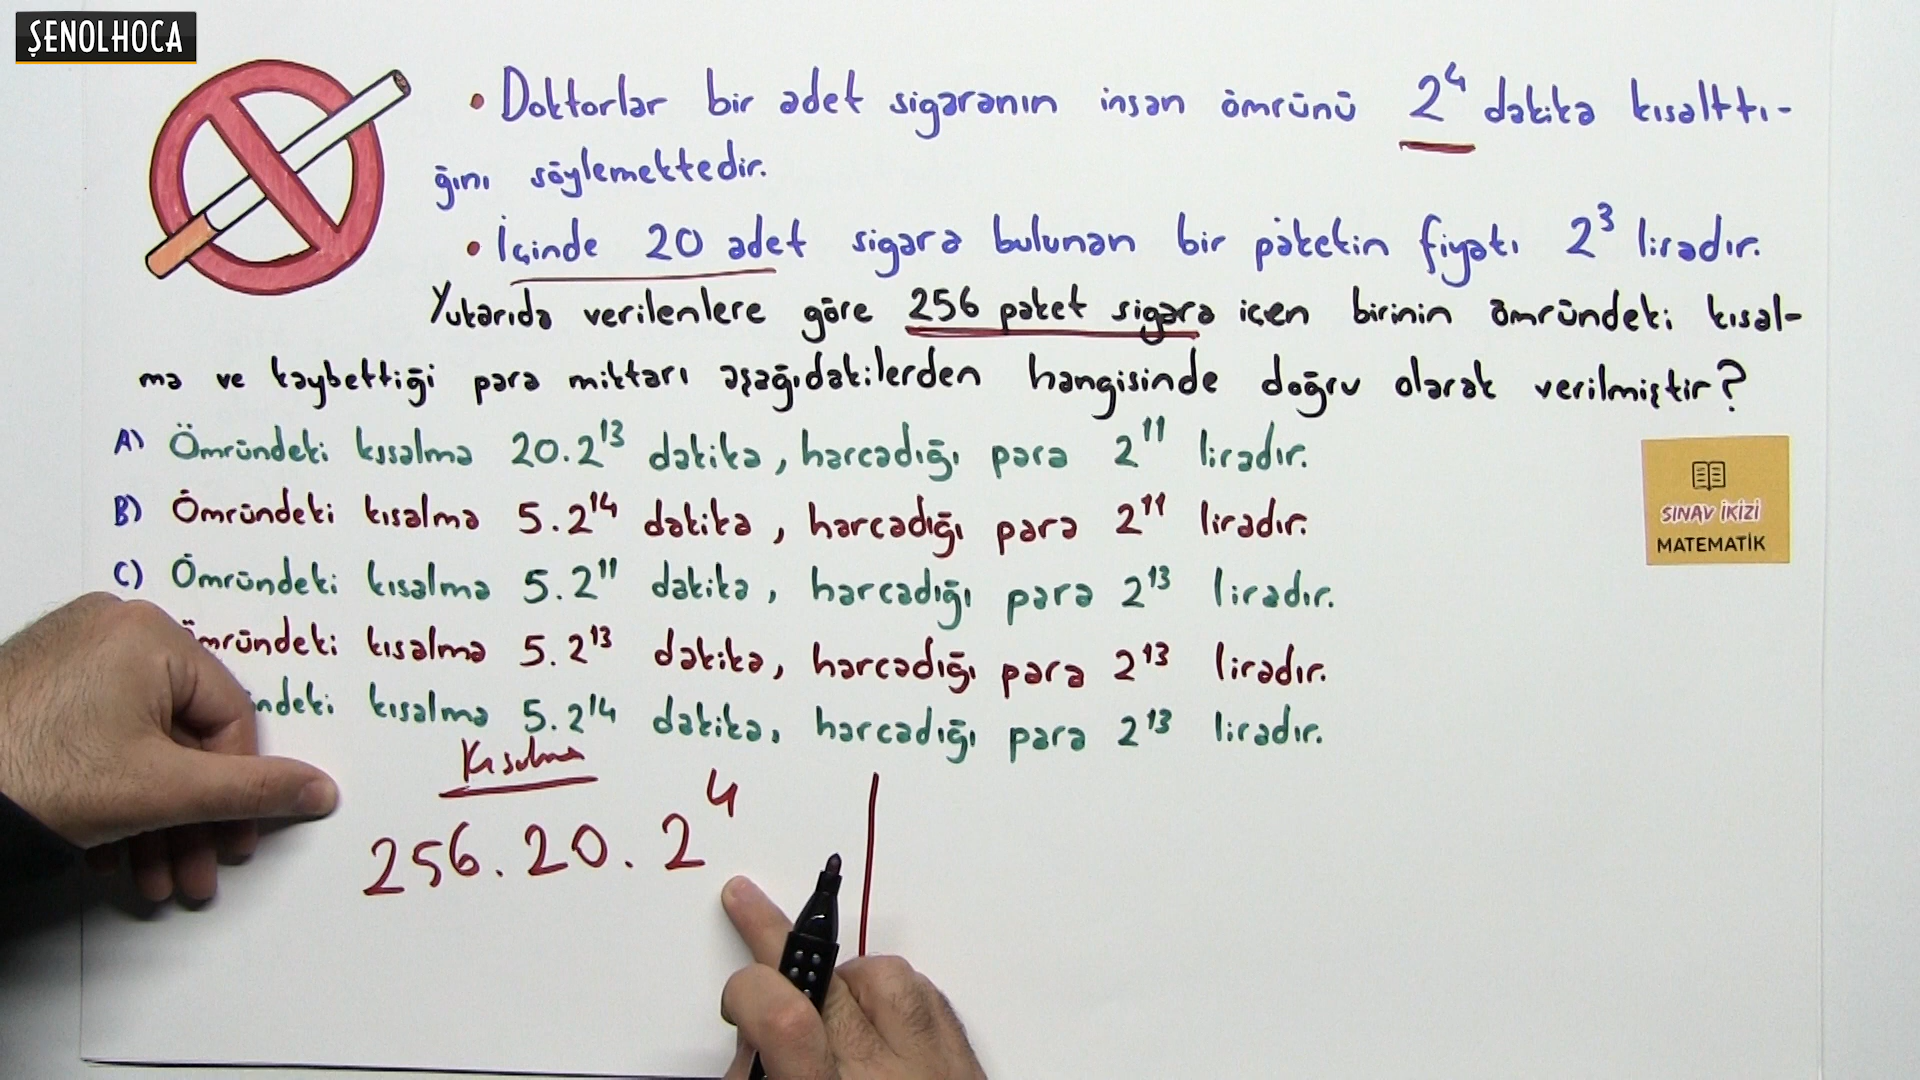 ŞENOLHOCA
• Doktorlar bir adet sigaranın insan ömrünü 2⁴ dakika kısalttı-
ğını söylemektedir.
• İçinde 20 adet sigara bulunan bir paketin fiyatı 2³ liradır.
Yukarıda verilenlere göre 256 paket sigara içen birinin ömründeki kısal-
ma ve kaybettiği para miktarı aşağıdakilerden hangisinde doğru olarak verilmiştir?
A) Ömründeki kısalma 20.2¹³ dakika, harcadığı para 2¹¹ liradır.
B) Ömründeki kısalma 5.2¹⁴ dakika, harcadığı para 2¹¹ liradır.
C) Ömründeki kısalma 5.2¹¹ dakika, harcadığı para 2¹³ liradır.
Ömründeki kısalma 5.2¹³ dakika, harcadığı para 2¹³ liradır.
ndeki kısalma 5.2¹⁴ dakika, harcadığı para 2¹³ liradır.
SINAV İKİZİ
MATEMATİK
Kısalma
256.20.2⁴